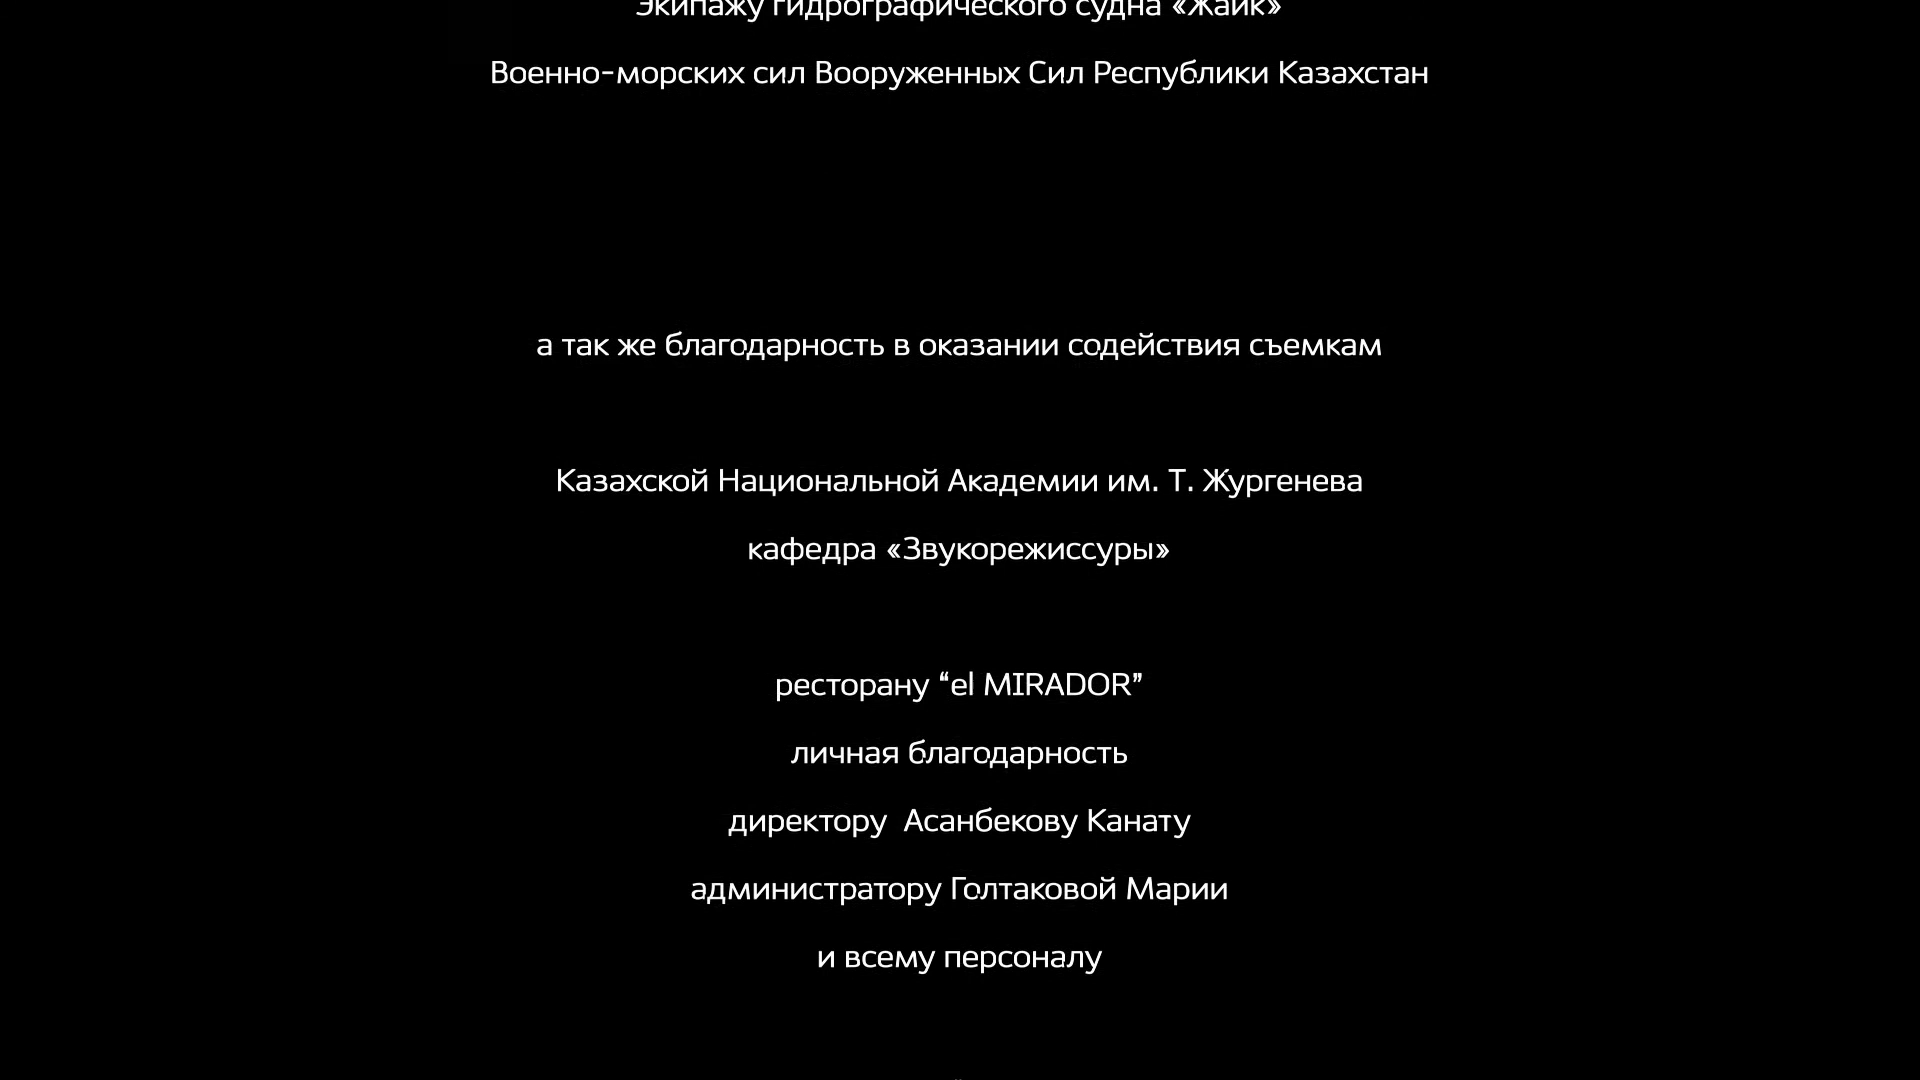 Экипажу гидрографического судна «Жайк»
Военно-морских сил Вооруженных Сил Республики Казахстан
а так же благодарность в оказании содействия съемкам
Казахской Национальной Академии им. Т. Жургенева
кафедра «Звукорежиссуры»
ресторану “el MIRADOR”
личная благодарность
директору Асанбекову Канату
администратору Голтаковой Марии
и всему персоналу